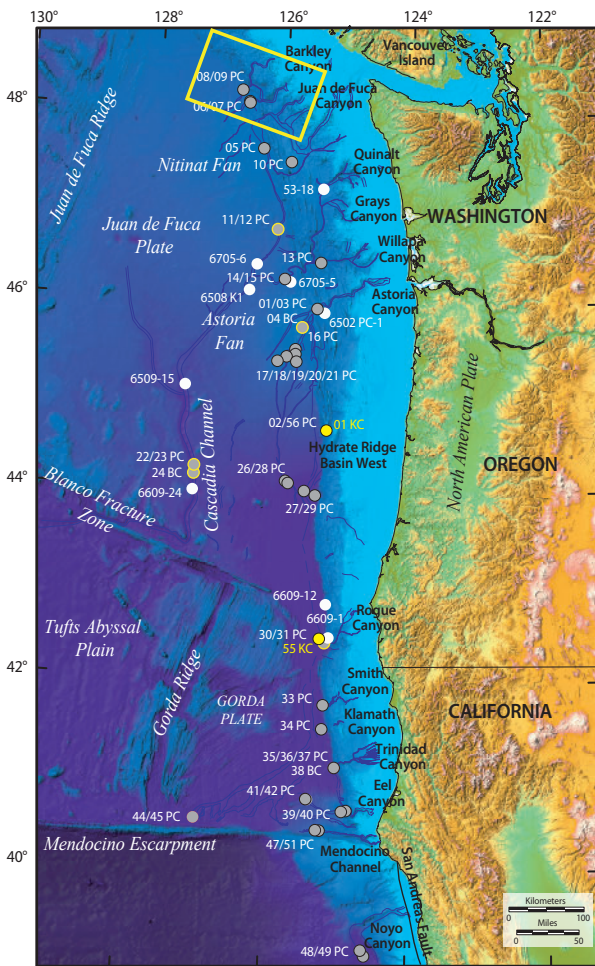 130°
128°
126°
124°
122°
Barkley
Canyon
Vancouver
Island
08/09 PC
48°
06/07 PC
Juan de Fuca
Canyon
Juan de Fuca Ridge
05 PC
Nitinat Fan
10 PC
Quinalt
Canyon
53-18
Grays
Canyon
WASHINGTON
Juan de Fuca
Plate
11/12 PC
Willapa
Canyon
6705-6
13 PC
14/15 PC
6705-5
46°
6508 K1
Astoria
Canyon
01/03 PC
04 BC
6502 PC-1
Astoria
Fan
16 PC
17/18/19/20/21 PC
6509-15
North American Plate
02/56 PC
01 KC
Hydrate Ridge
Basin West
Cascadia Channel
22/23 PC
24 BC
OREGON
44°
26/28 PC
6609-24
27/29 PC
Blanco Fracture
Zone
6609-12
6609-1
Rogue
Canyon
Tufts Abyssal
Plain
30/31 PC
55 KC
42°
Smith
Canyon
Gorda Ridge
GORDA
PLATE
33 PC
Klamath
Canyon
CALIFORNIA
34 PC
Trinidad
Canyon
35/36/37 PC
38 BC
Eel
Canyon
41/42 PC
44/45 PC
39/40 PC
Mendocino Escarpment
40°
47/51 PC
Mendocino
Channel
San Andreas Fault
Kilometers
0 100
Miles
0 50
Noyo
Canyon
48/49 PC